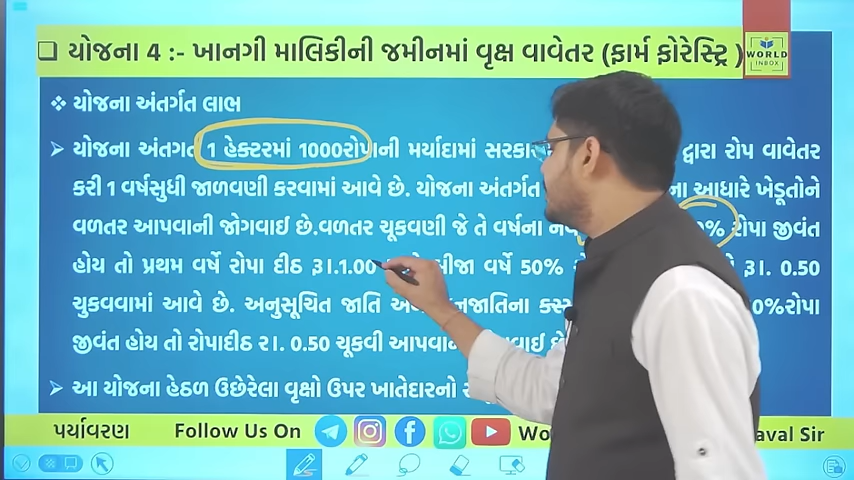 ❑ યોજના 4 :- ખાનગી માલિકીની જમીનમાં વૃક્ષ વાવેતર (ફાર્મ ફોરેસ્ટ્રિ )
WORLD
INBOX
❖ યોજના અંતર્ગત લાભ
➢ યોજના અંતગત 1 હેક્ટરમાં 1000રોપાની મર્યાદામાં સરકાર દ્વારા રોપ વાવેતર
કરી 1 વર્ષસુધી જાળવણી કરવામાં આવે છે. યોજના અંતર્ગત ના આધારે ખેડૂતોને
વળતર આપવાની જોગવાઈ છે.વળતર ચૂકવણી જે તે વર્ષના રોપા જીવંત
હોય તો પ્રથમ વર્ષે રોપા દીઠ રૂ।.1.00 બીજા વર્ષે 50% રૂ।. 0.50
ચુકવવામાં આવે છે. અનુસૂચિત જાતિ 0%રોપા
જીવંત હોય તો રોપાદીઠ ર।. 0.50 ચૂકવી
➢ આ યોજના હેઠળ ઉછેરેલા વૃક્ષો ઉપર ખાતેદારનો
પર્યાવરણ Follow Us On aval Sir